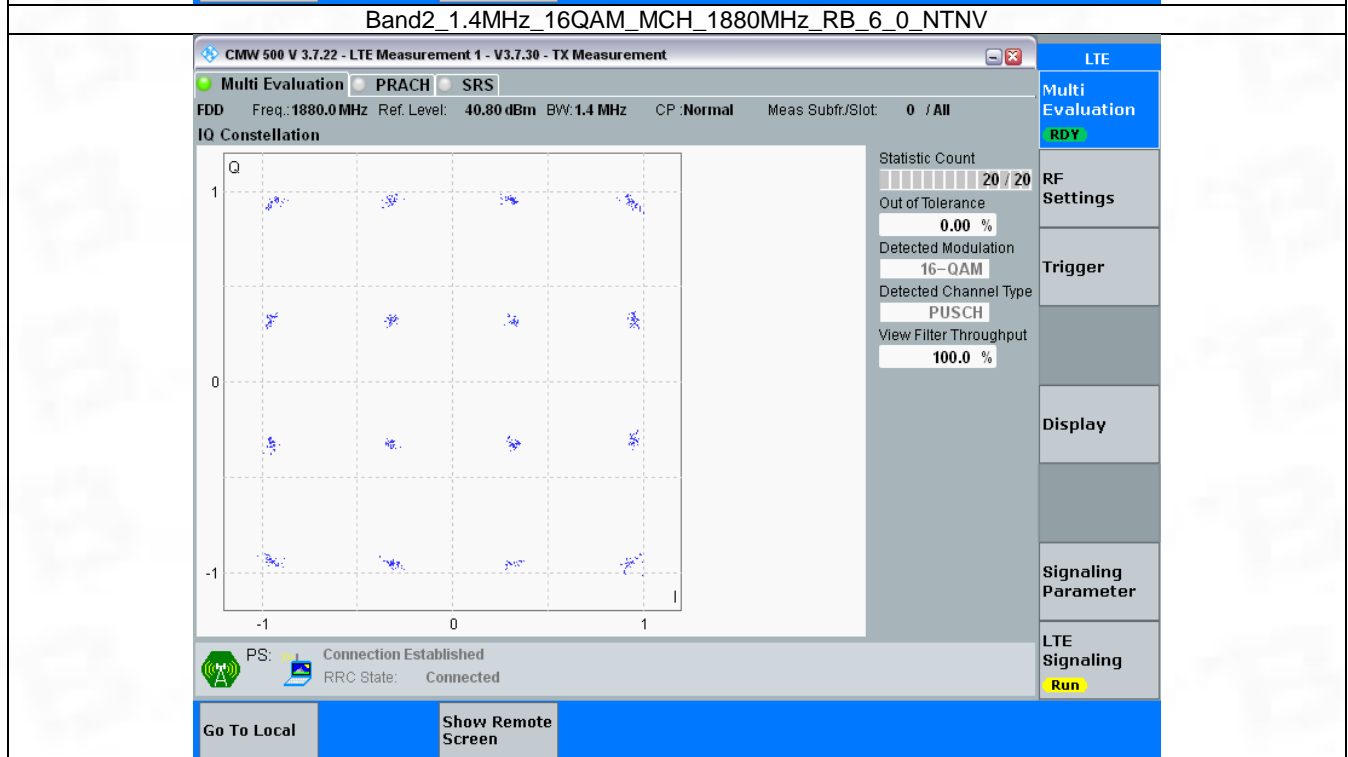 Band2_1.4MHz_16QAM_MCH_1880MHz_RB_6_0_NTNV
CMW 500 V 3.7.22 - LTE Measurement 1 - V3.7.30 - TX Measurement
LTE
Multi Evaluation PRACH SRS
FDD Freq.:1880.0 MHz Ref. Level: 40.80 dBm BW:1.4 MHz CP :Normal Meas Subfr./Slot: 0 / All
IQ Constellation
Q
1
0
-1
-1 0 1
I
Statistic Count
20 / 20
Out of Tolerance
0.00 %
Detected Modulation
16-QAM
Detected Channel Type
PUSCH
View Filter Throughput
100.0 %
Multi
Evaluation
RDY
RF
Settings
Trigger
Display
Signaling
Parameter
LTE
Signaling
Run
PS: Connection Established
RRC State: Connected
Go To Local
Show Remote
Screen